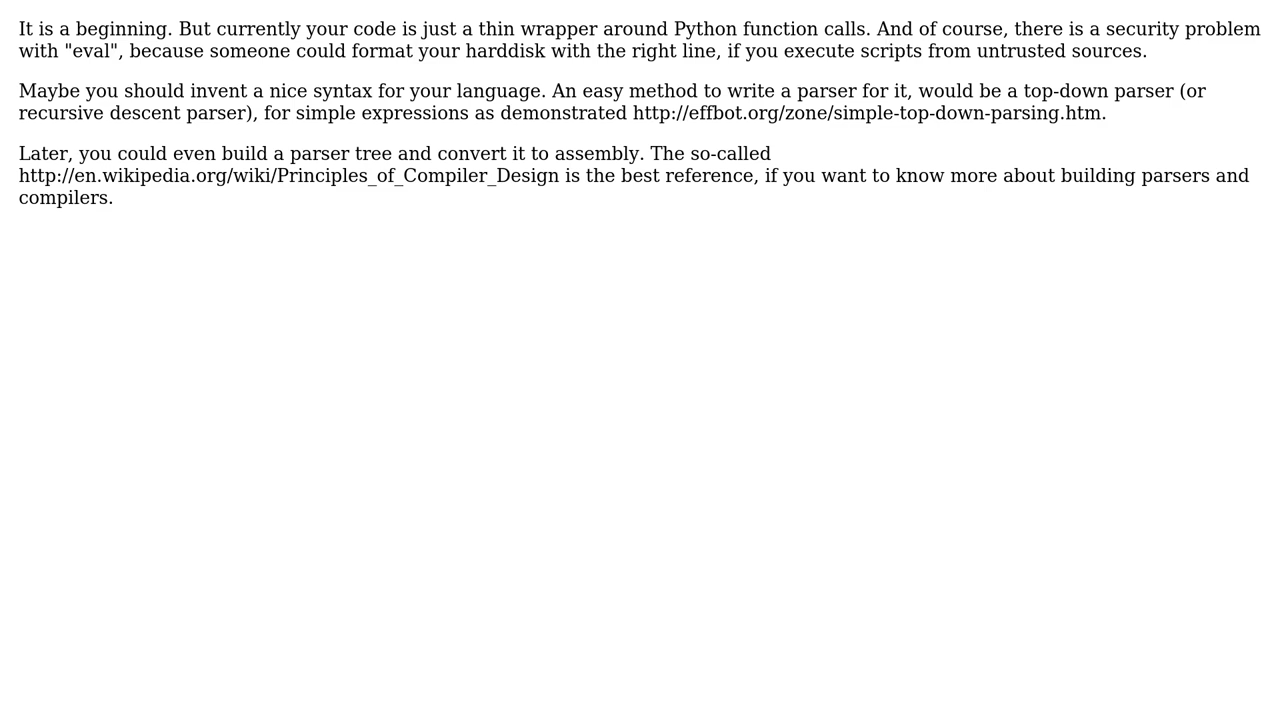 It is a beginning. But currently your code is just a thin wrapper around Python function calls. And of course, there is a security problem
with "eval", because someone could format your harddisk with the right line, if you execute scripts from untrusted sources.
Maybe you should invent a nice syntax for your language. An easy method to write a parser for it, would be a top-down parser (or
recursive descent parser), for simple expressions as demonstrated http://effbot.org/zone/simple-top-down-parsing.htm.
Later, you could even build a parser tree and convert it to assembly. The so-called
http://en.wikipedia.org/wiki/Principles_of_Compiler_Design is the best reference, if you want to know more about building parsers and
compilers.